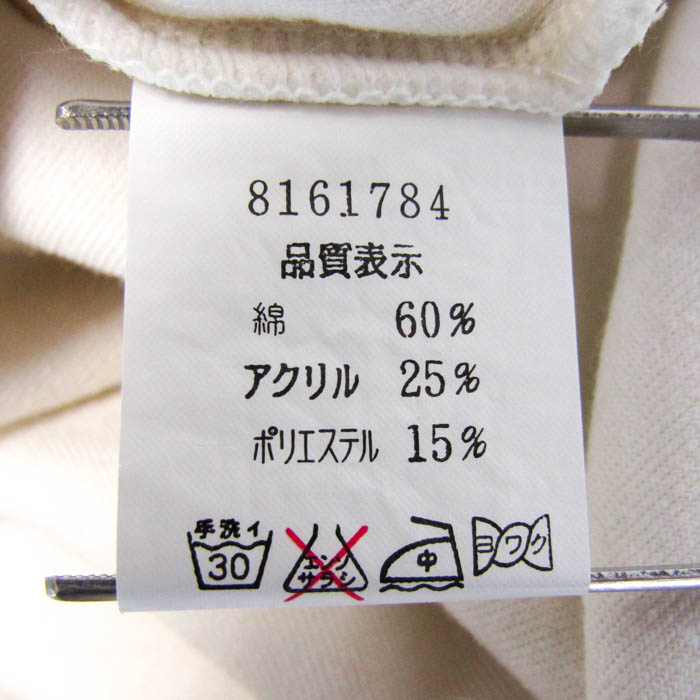 8161784
品質表示
綿 60%
アクリル 25%
ポリエステル 15%
手洗イ
30
エンソ
サラシ
中
ヨワク